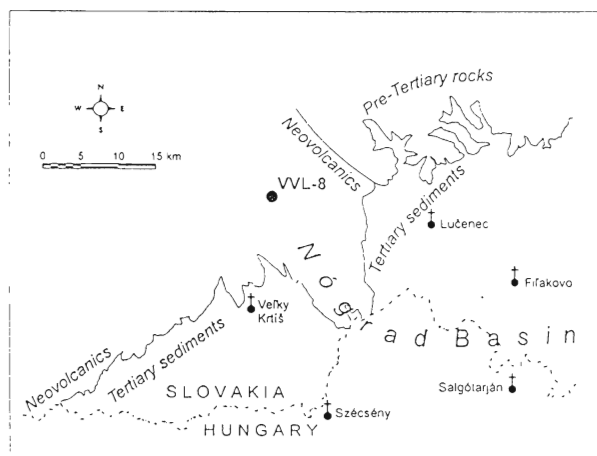 Pre-Tertiary rocks
N
W E
S
Neovolcanics
0 5 10 15 km
VVL-8
Tertiary sediments
Lučenec
Nógrad Basin
Fiľakovo
Veľky
Krtíš
Neovolcanics
Tertiary sediments
Salgótarján
SLOVAKIA
Szécsény
HUNGARY